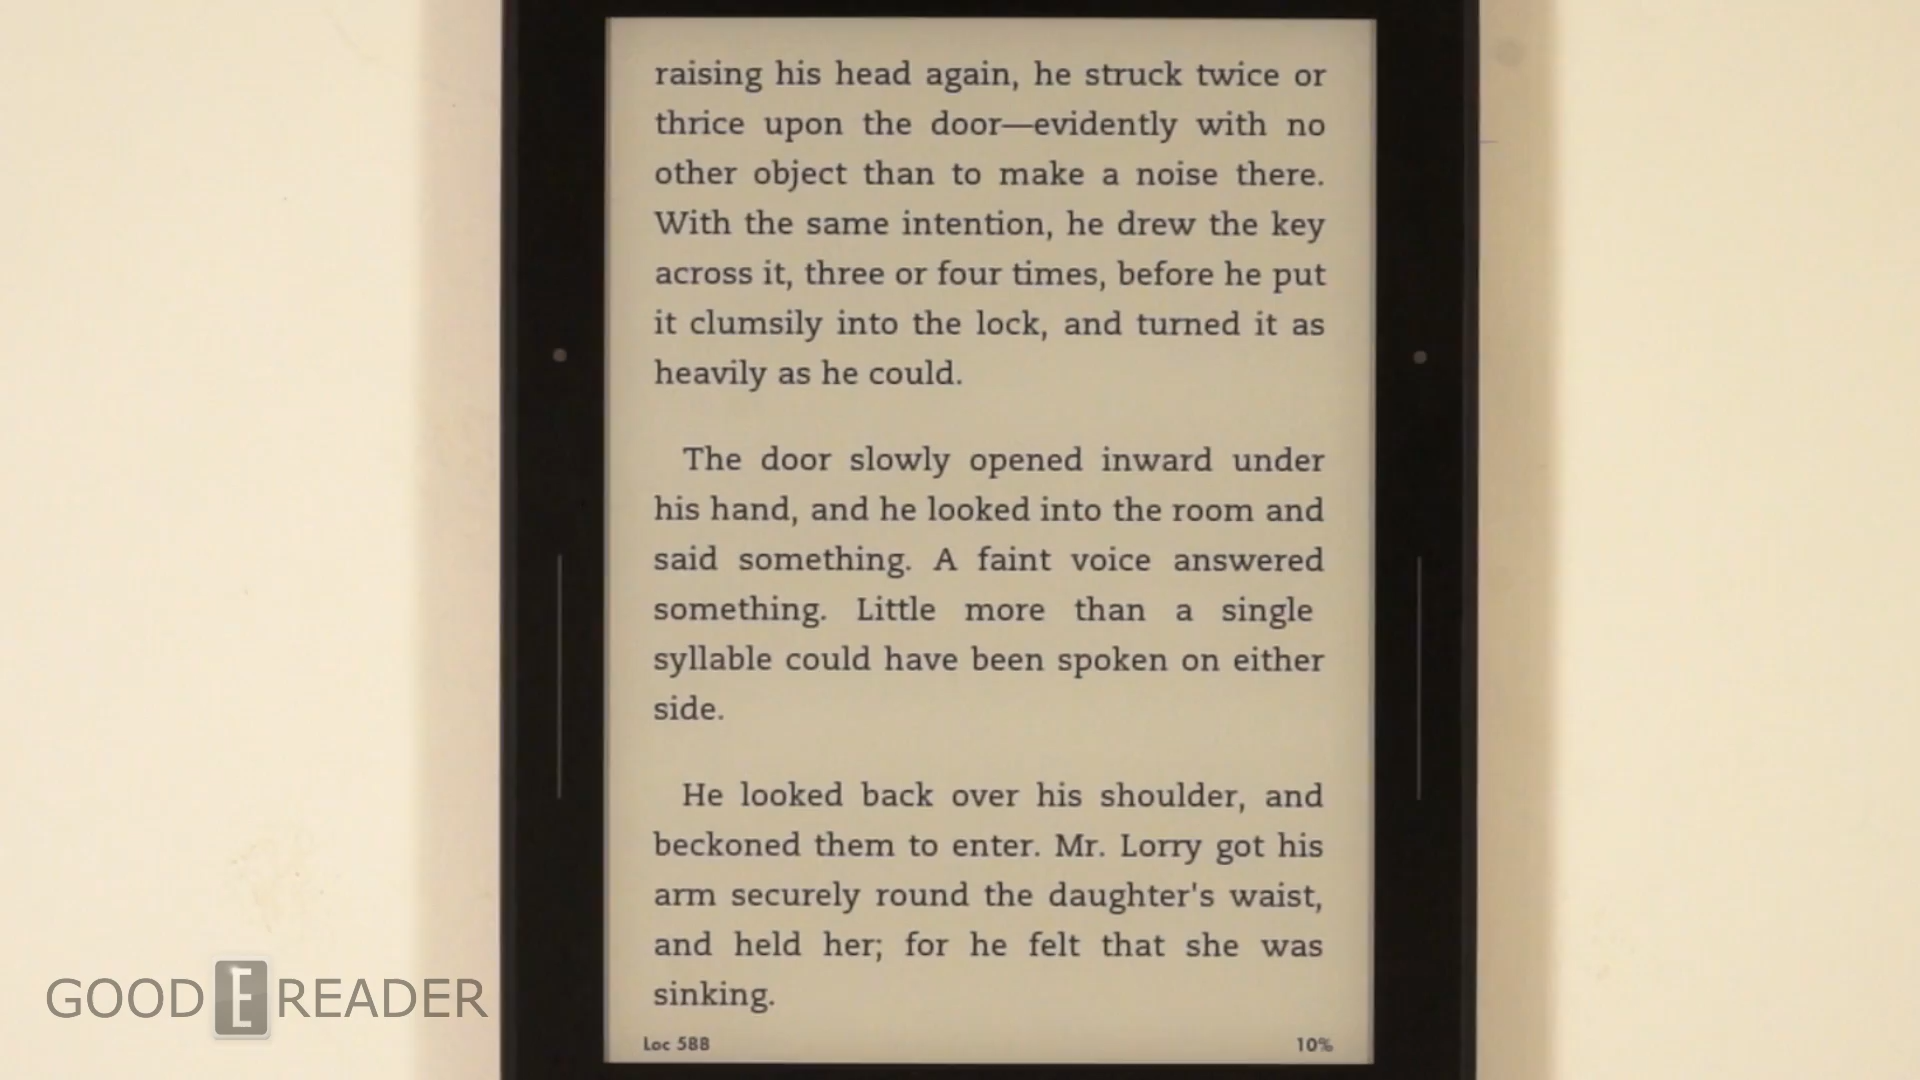 raising his head again, he struck twice or
thrice upon the door—evidently with no
other object than to make a noise there.
With the same intention, he drew the key
across it, three or four times, before he put
it clumsily into the lock, and turned it as
heavily as he could.
The door slowly opened inward under
his hand, and he looked into the room and
said something. A faint voice answered
something. Little more than a single
syllable could have been spoken on either
side.
He looked back over his shoulder, and
beckoned them to enter. Mr. Lorry got his
arm securely round the daughter's waist,
and held her; for he felt that she was
sinking.
Loc 588 10%
GOOD E READER